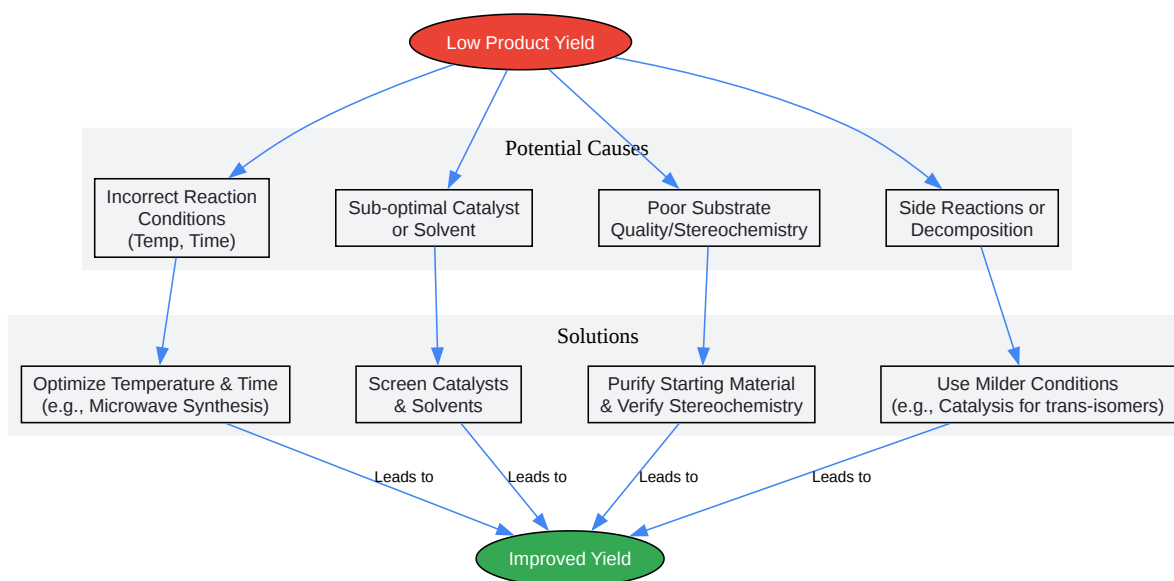 Low Product Yield
Potential Causes
Incorrect Reaction
Conditions
(Temp, Time)
Sub-optimal Catalyst
or Solvent
Poor Substrate
Quality/Stereochemistry
Side Reactions or
Decomposition
Solutions
Optimize Temperature & Time
(e.g., Microwave Synthesis)
Screen Catalysts
& Solvents
Purify Starting Material
& Verify Stereochemistry
Use Milder Conditions
(e.g., Catalysis for trans-isomers)
Leads to
Leads to
Leads to
Leads to
Improved Yield